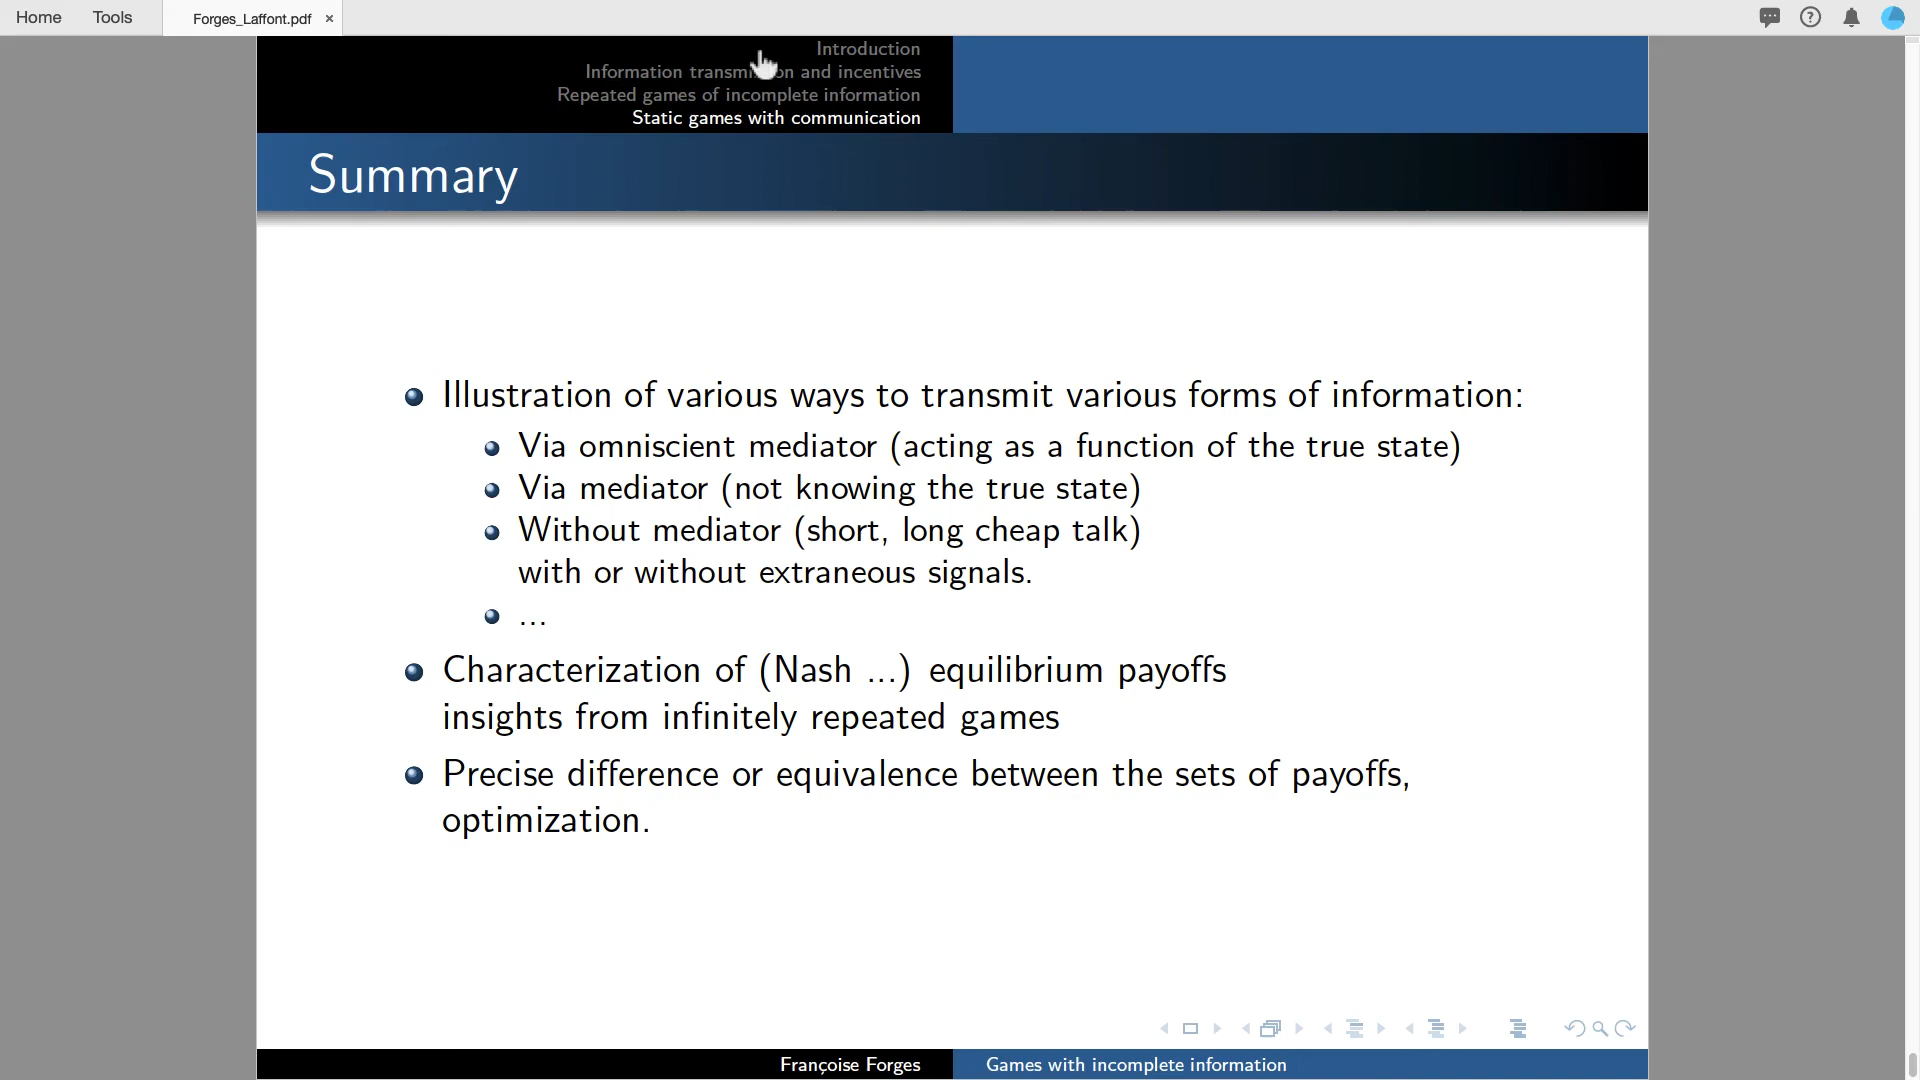 Home Tools Forges_Laffont.pdf ×
Introduction
Information and incentives
Repeated games of incomplete information
Static games with communication
Summary
Illustration of various ways to transmit various forms of information:
Via omniscient mediator (acting as a function of the true state)
Via mediator (not knowing the true state)
Without mediator (short, long cheap talk)
with or without extraneous signals.
...
Characterization of (Nash ...) equilibrium payoffs
insights from infinitely repeated games
Precise difference or equivalence between the sets of payoffs,
optimization.
Françoise Forges Games with incomplete information